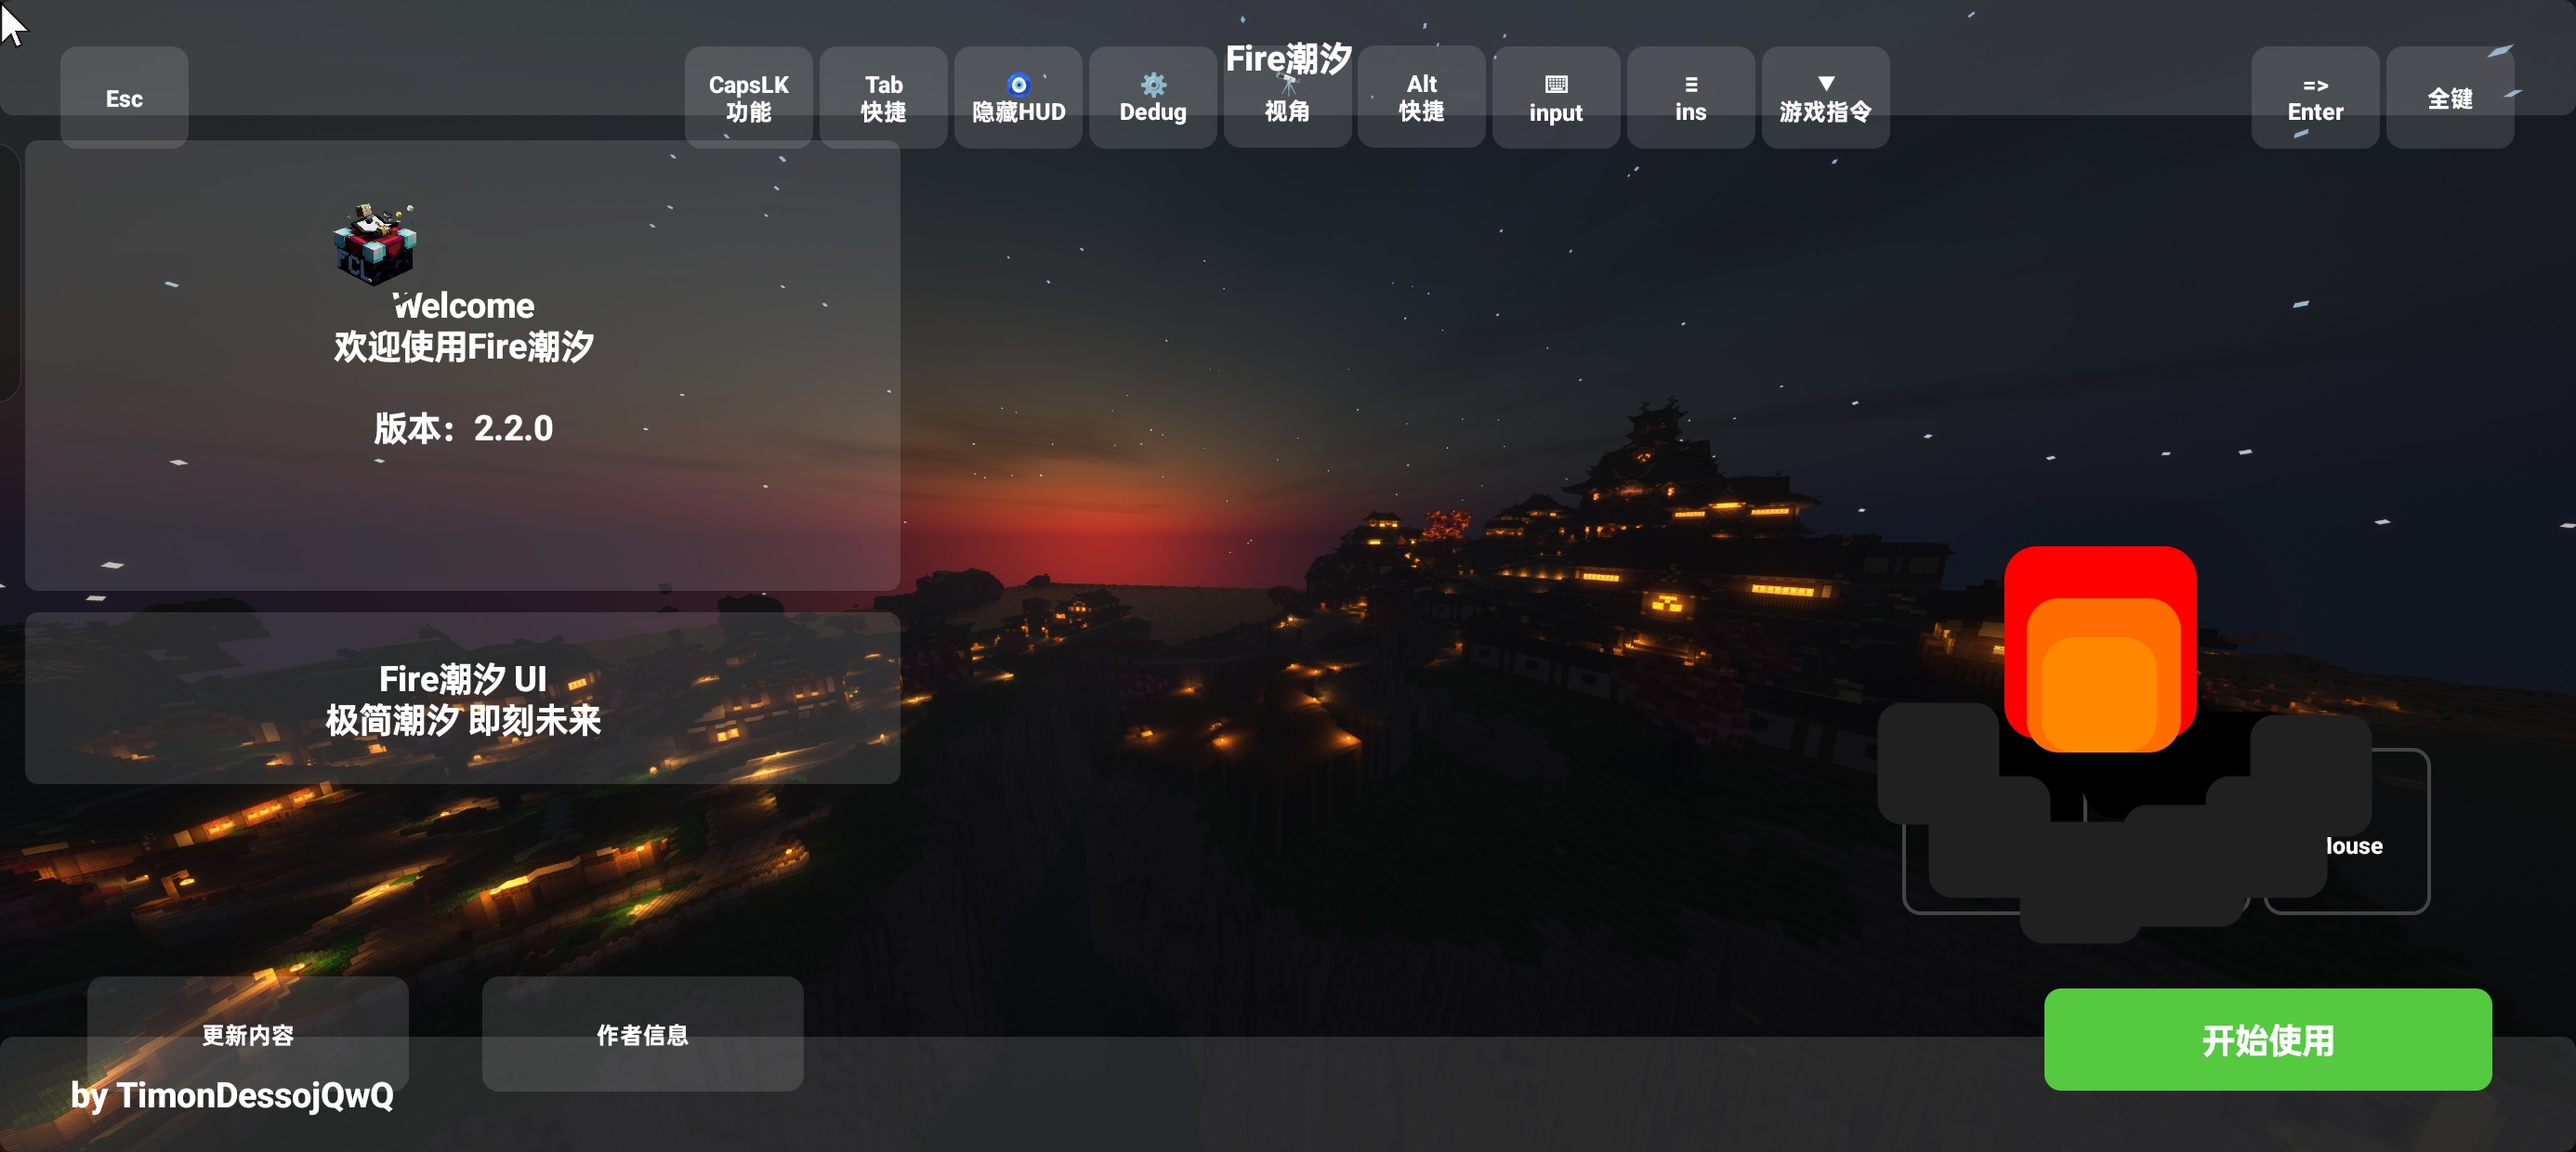 Fire潮汐
Esc
CapsLK
功能
Tab
快捷
隐藏HUD
Dedug
视角
Alt
快捷
input
ins
▼
游戏指令
=>
Enter
全键
FCL
Welcome
欢迎使用Fire潮汐
版本：2.2.0
Fire潮汐 UI
极简潮汐 即刻未来
louse
更新内容
作者信息
开始使用
by TimonDessojQwQ